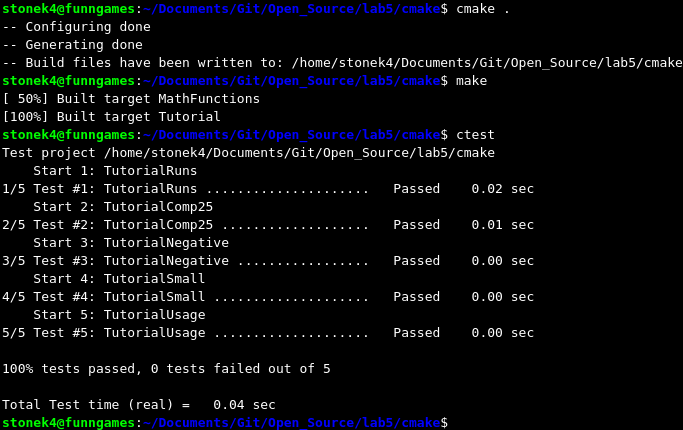 stonek4@funngames:~/Documents/Git/Open_Source/lab5/cmake$ cmake .
-- Configuring done
-- Generating done
-- Build files have been written to: /home/stonek4/Documents/Git/Open_Source/lab5/cmake
stonek4@funngames:~/Documents/Git/Open_Source/lab5/cmake$ make
[ 50%] Built target MathFunctions
[100%] Built target Tutorial
stonek4@funngames:~/Documents/Git/Open_Source/lab5/cmake$ ctest
Test project /home/stonek4/Documents/Git/Open_Source/lab5/cmake
    Start 1: TutorialRuns
1/5 Test #1: TutorialRuns .....................   Passed    0.02 sec
    Start 2: TutorialComp25
2/5 Test #2: TutorialComp25 ...................   Passed    0.01 sec
    Start 3: TutorialNegative
3/5 Test #3: TutorialNegative .................   Passed    0.00 sec
    Start 4: TutorialSmall
4/5 Test #4: TutorialSmall ....................   Passed    0.00 sec
    Start 5: TutorialUsage
5/5 Test #5: TutorialUsage ....................   Passed    0.00 sec

100% tests passed, 0 tests failed out of 5

Total Test time (real) =   0.04 sec
stonek4@funngames:~/Documents/Git/Open_Source/lab5/cmake$